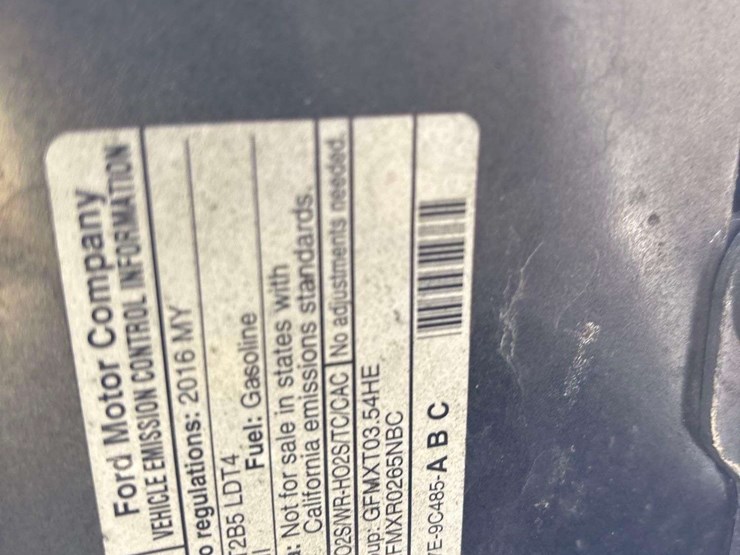 Ford Motor Company
VEHICLE EMISSION CONTROL INFORMATION
o regulations: 2016 MY
T2B5 LDT4
Fuel: Gasoline
: Not for sale in states with
California emissions standards.
O2S/WR-HO2S/TC/CAC No adjustments needed.
up: GFMXT03.54HE
FMXR0265NBC
E-9C485-A B C